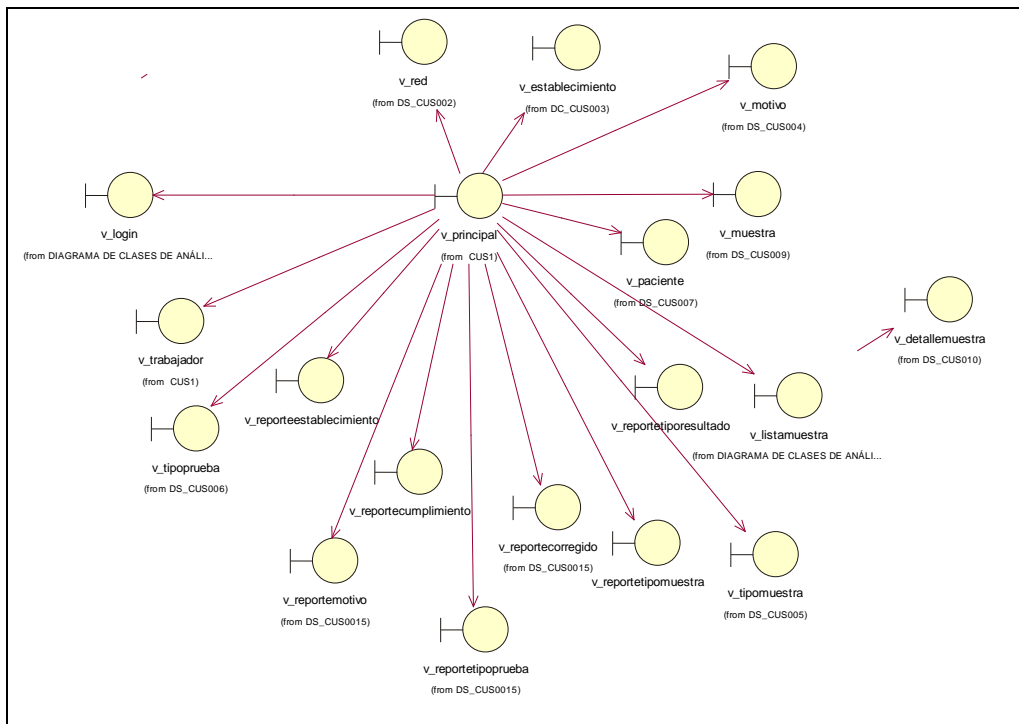 v_red
(from DS_CUS002)
v_establecimiento
(from DC_CUS003)
v_motivo
(from DS_CUS004)
v_login
(from DIAGRAMA DE CLASES DE ANÁLI...
v_principal
(from CUS1)
v_muestra
(from DS_CUS009)
v_paciente
(from DS_CUS007)
v_detallemuestra
(from DS_CUS010)
v_trabajador
(from CUS1)
v_reporteestablecimiento
v_reportetiporesultado
v_listamuestra
(from DIAGRAMA DE CLASES DE ANÁLI...
v_tipoprueba
(from DS_CUS006)
v_reportecumplimiento
v_reportecorregido
(from DS_CUS0015)
v_reportetipomuestra
v_tipomuestra
(from DS_CUS005)
v_reportemotivo
(from DS_CUS0015)
v_reportetipoprueba
(from DS_CUS0015)